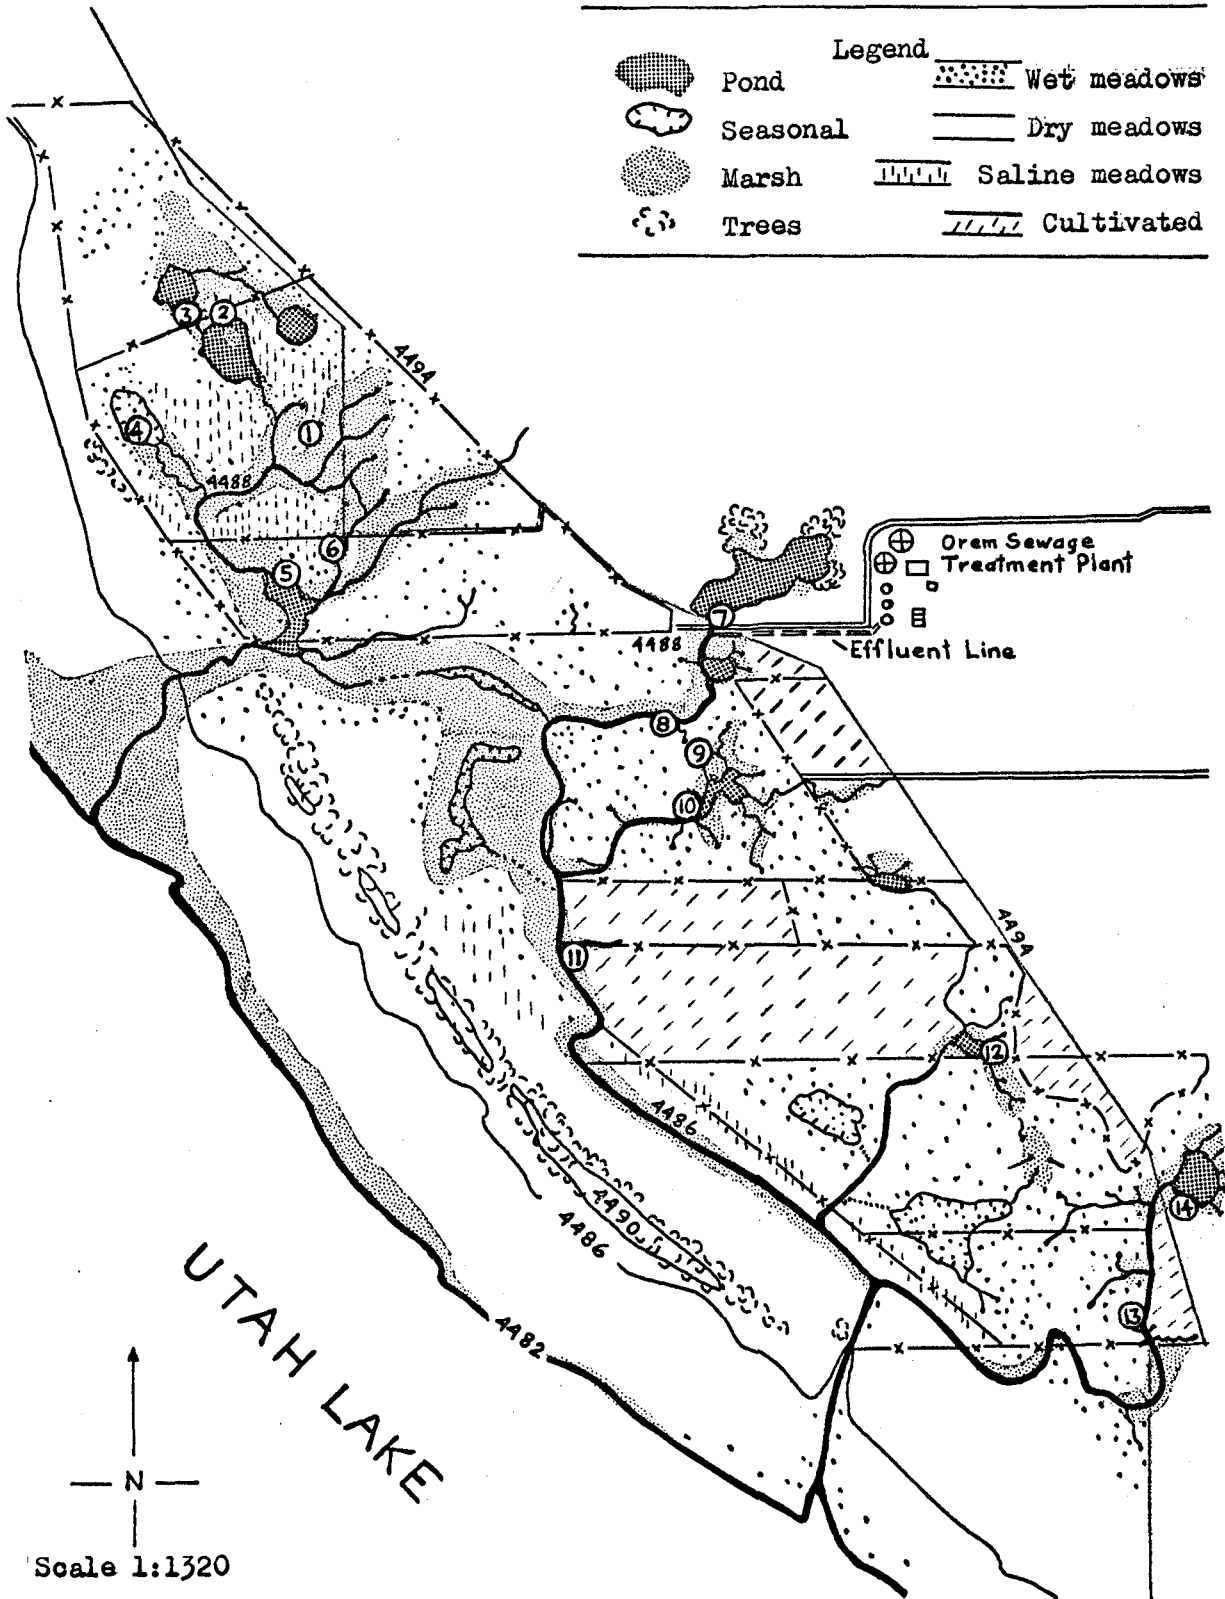 Legend
Pond
Wet meadows
Seasonal
Dry meadows
Marsh
Saline meadows
Trees
Cultivated
3
2
4494
4
1
4488
6
5
Orem Sewage
Treatment Plant
7
4488
Effluent Line
8
9
10
4494
11
12
4486
14
4490
4486
13
4482
UTAH LAKE
N
Scale 1:1320